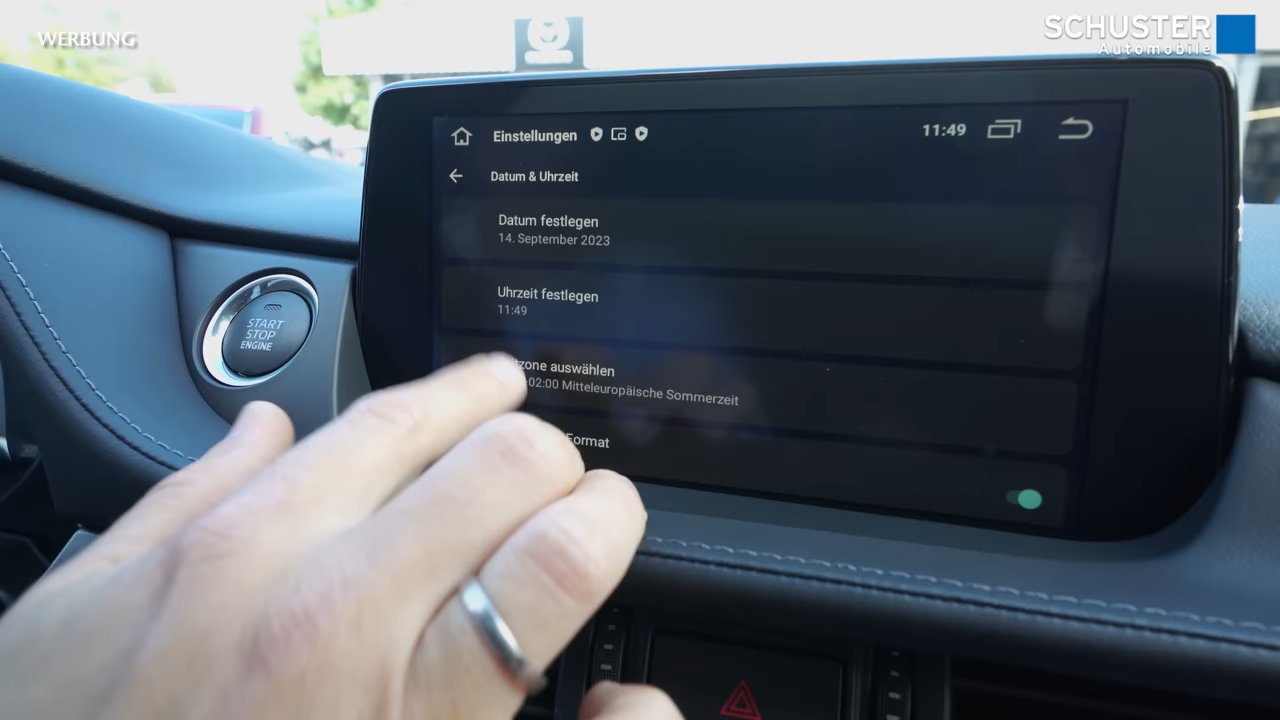 WERBUNG
SCHUSTER
Automobile
Einstellungen
11:49
Datum & Uhrzeit
Datum festlegen
14. September 2023
Uhrzeit festlegen
11:49
auswählen
02:00 Mitteleuropäische Sommerzeit
Format
START
STOP
ENGINE